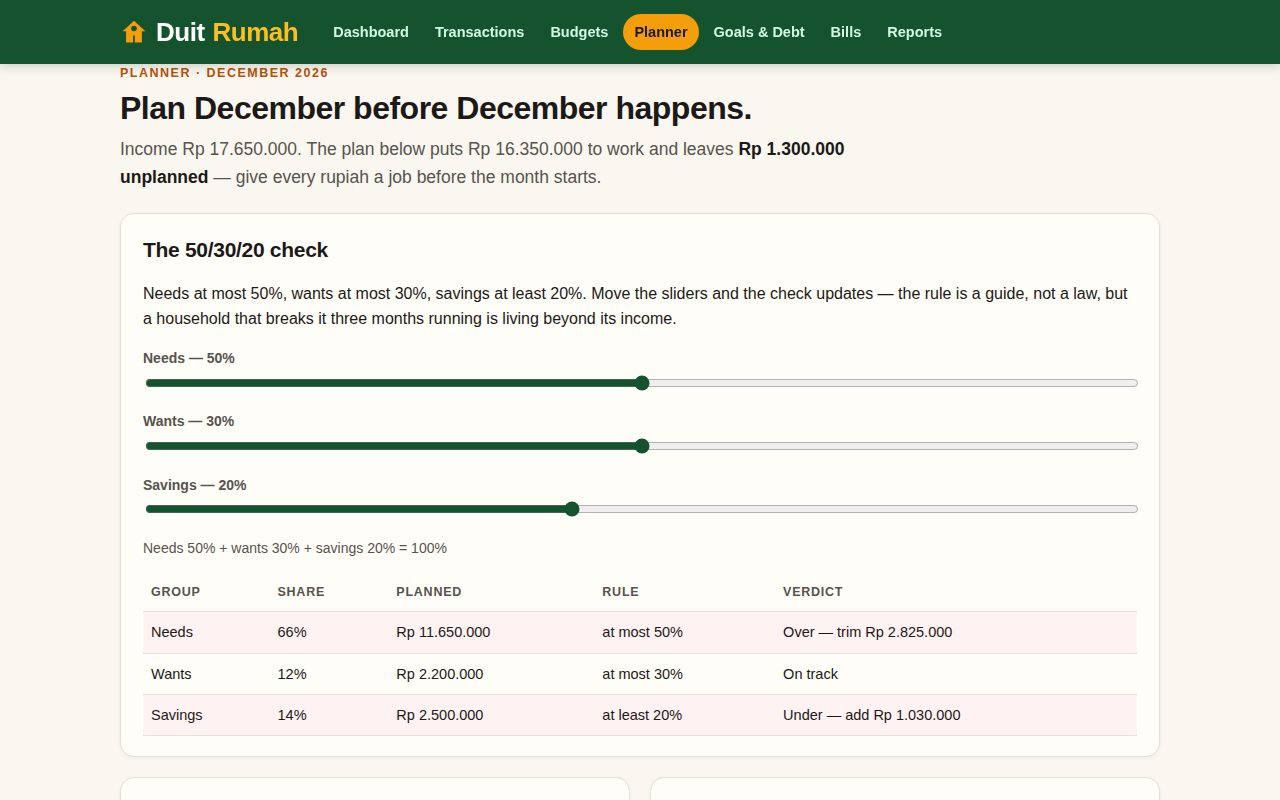 Duit Rumah
Dashboard
Transactions
Budgets
Planner
Goals & Debt
Bills
Reports
PLANNER · DECEMBER 2026
Plan December before December happens.
Income Rp 17.650.000. The plan below puts Rp 16.350.000 to work and leaves Rp 1.300.000
unplanned — give every rupiah a job before the month starts.
The 50/30/20 check
Needs at most 50%, wants at most 30%, savings at least 20%. Move the sliders and the check updates — the rule is a guide, not a law, but
a household that breaks it three months running is living beyond its income.
Needs — 50%
Wants — 30%
Savings — 20%
Needs 50% + wants 30% + savings 20% = 100%
GROUP SHARE PLANNED RULE VERDICT
Needs 66% Rp 11.650.000 at most 50% Over — trim Rp 2.825.000
Wants 12% Rp 2.200.000 at most 30% On track
Savings 14% Rp 2.500.000 at least 20% Under — add Rp 1.030.000